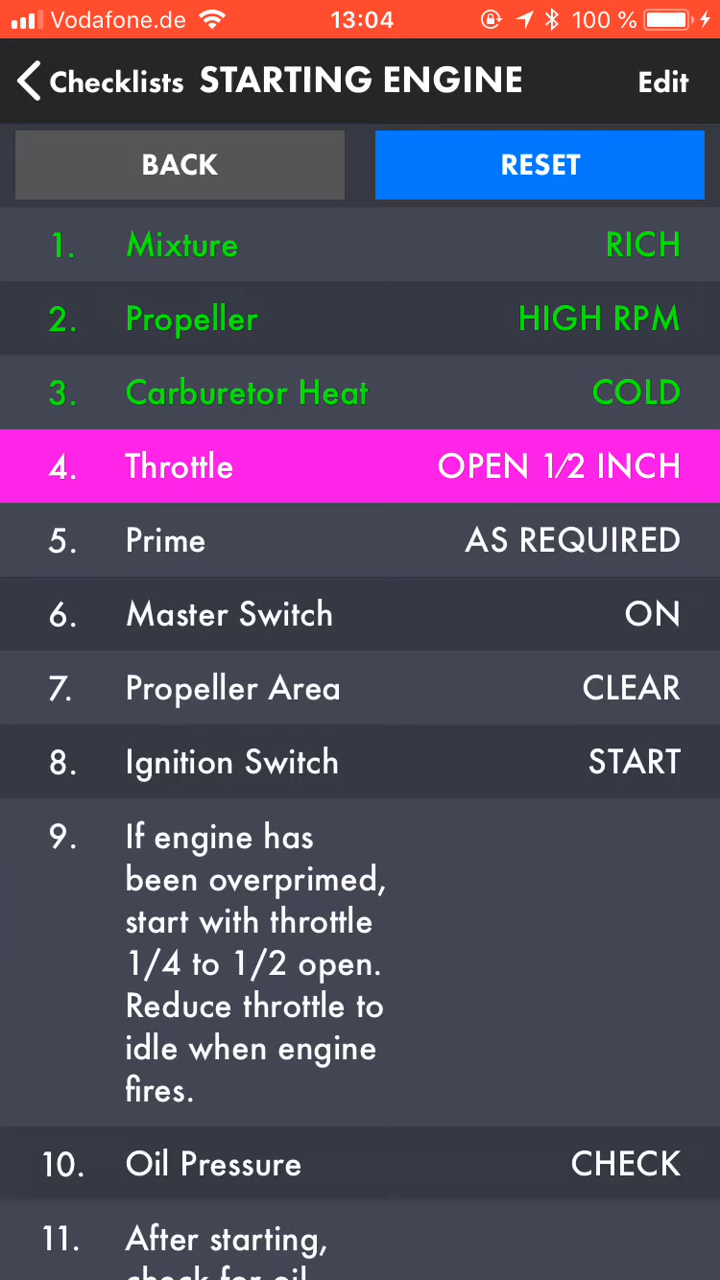 Vodafone.de 13:04 100 %
Checklists STARTING ENGINE Edit
BACK RESET
1. Mixture RICH
2. Propeller HIGH RPM
3. Carburetor Heat COLD
4. Throttle OPEN 1/2 INCH
5. Prime AS REQUIRED
6. Master Switch ON
7. Propeller Area CLEAR
8. Ignition Switch START
9. If engine has
been overprimed,
start with throttle
1/4 to 1/2 open.
Reduce throttle to
idle when engine
fires.
10. Oil Pressure CHECK
11. After starting,
check for oil